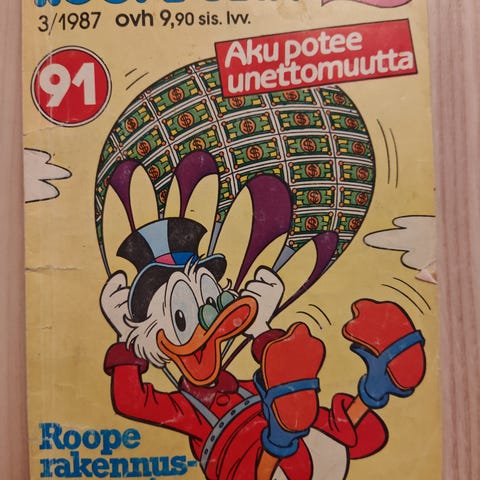 3/1987 ovh 9,90 sis. lvv.
91
Aku potee
unettomuutta
Roope
rakennus-